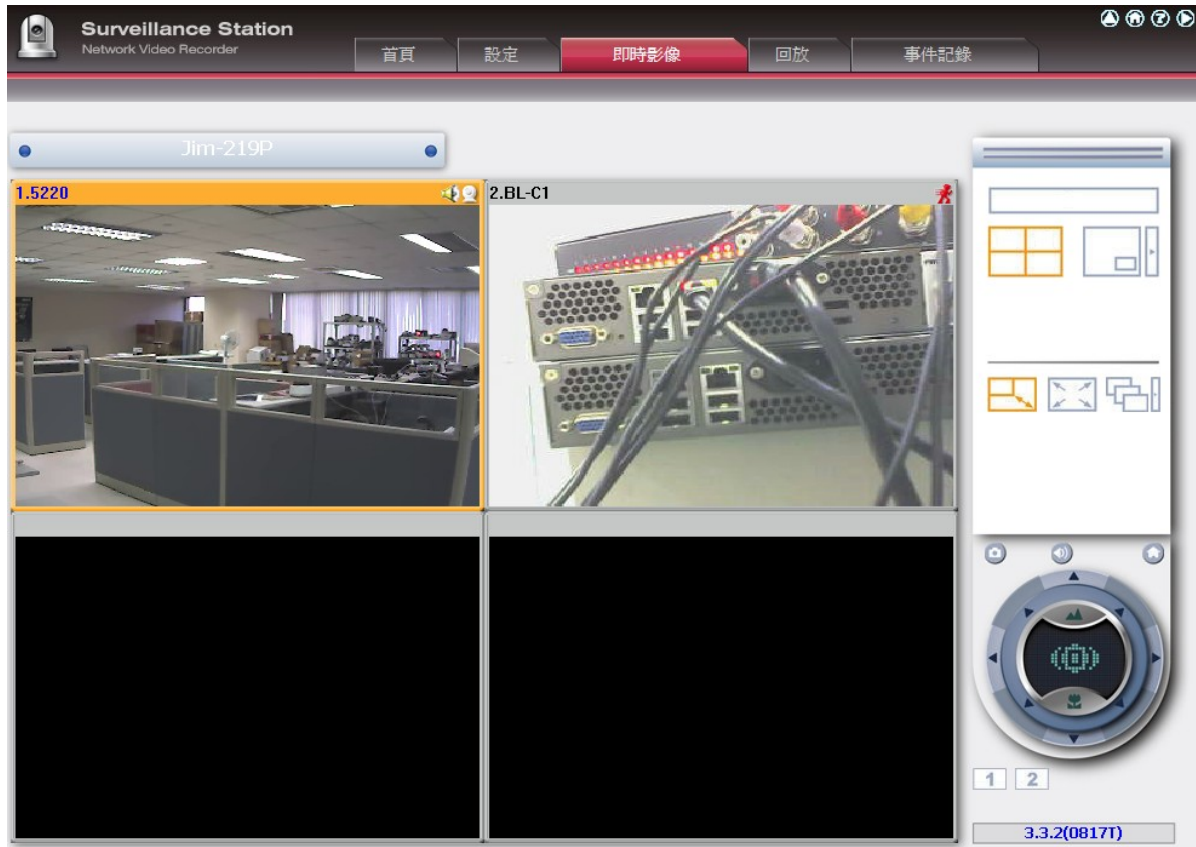 Surveillance Station
Network Video Recorder
首頁
設定
即時影像
回放
事件記錄
Jim-219P
1.5220
2.BL-C1
1
2
3.3.2(0817T)